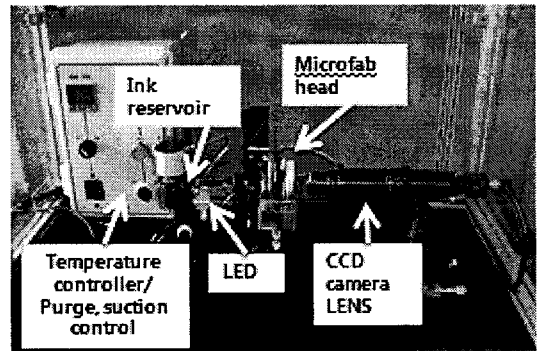 Ink
reservoir
Microfab
head
Temperature
controller/
Purge, suction
control
LED
CCD
camera
LENS